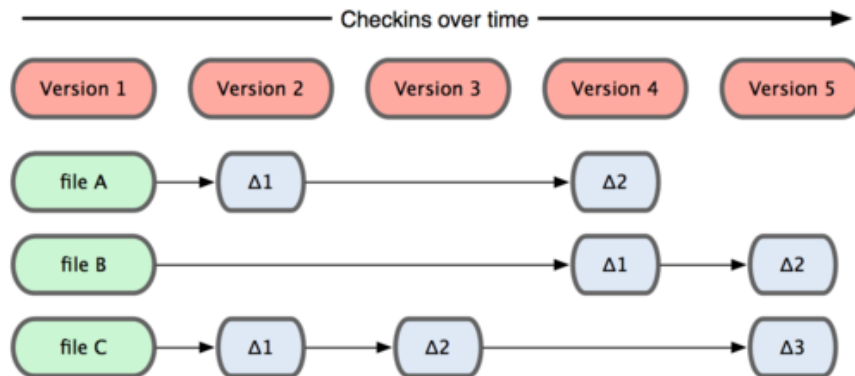 Checkins over time
Version 1 Version 2 Version 3 Version 4 Version 5
file A Δ1 Δ2
file B Δ1 Δ2
file C Δ1 Δ2 Δ3